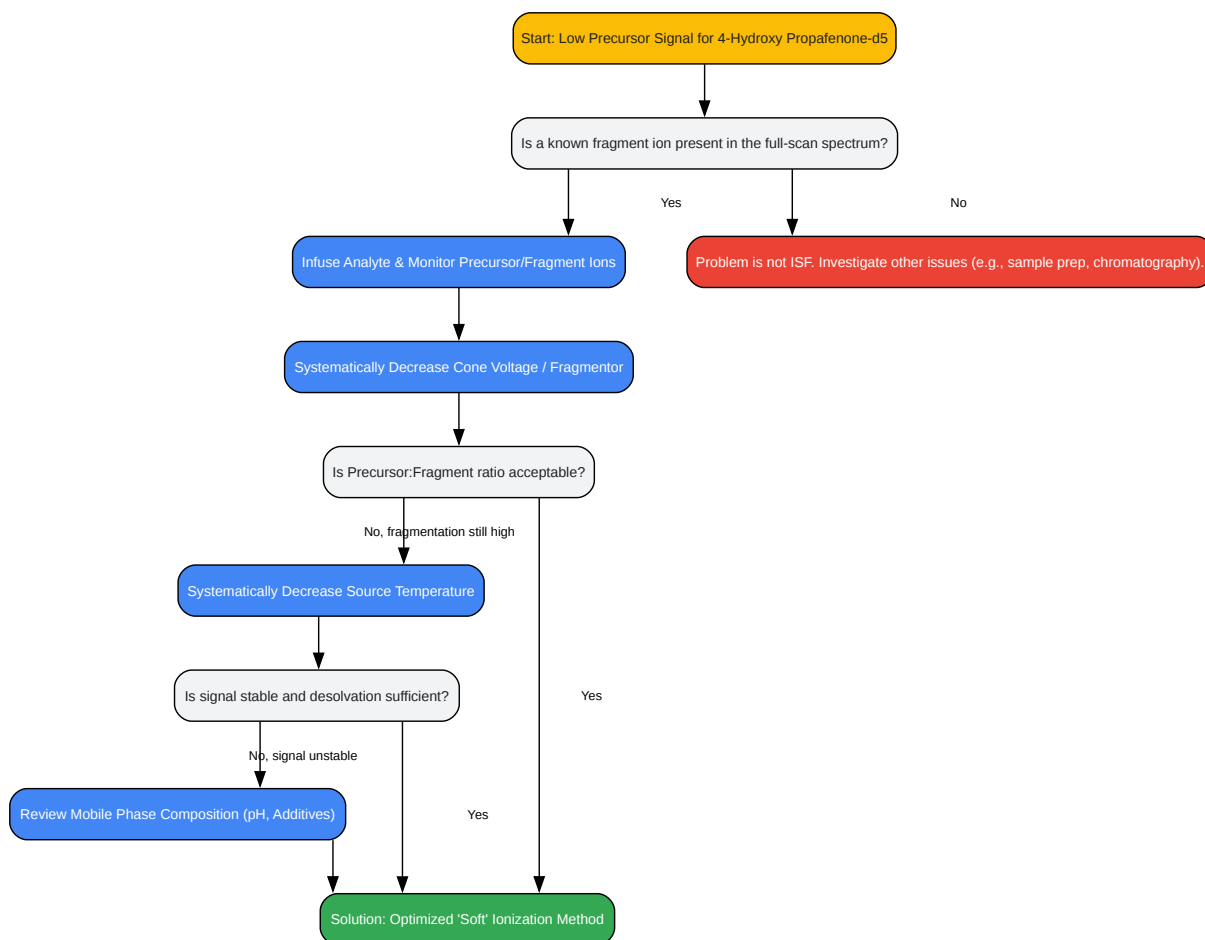 Start: Low Precursor Signal for 4-Hydroxy Propafenone-d5
Is a known fragment ion present in the full-scan spectrum?
Yes
No
Infuse Analyte & Monitor Precursor/Fragment Ions
Problem is not ISF. Investigate other issues (e.g., sample prep, chromatography).
Systematically Decrease Cone Voltage / Fragmentor
Is Precursor:Fragment ratio acceptable?
No, fragmentation still high
Systematically Decrease Source Temperature
Is signal stable and desolvation sufficient?
Yes
No, signal unstable
Review Mobile Phase Composition (pH, Additives)
Yes
Solution: Optimized 'Soft' Ionization Method